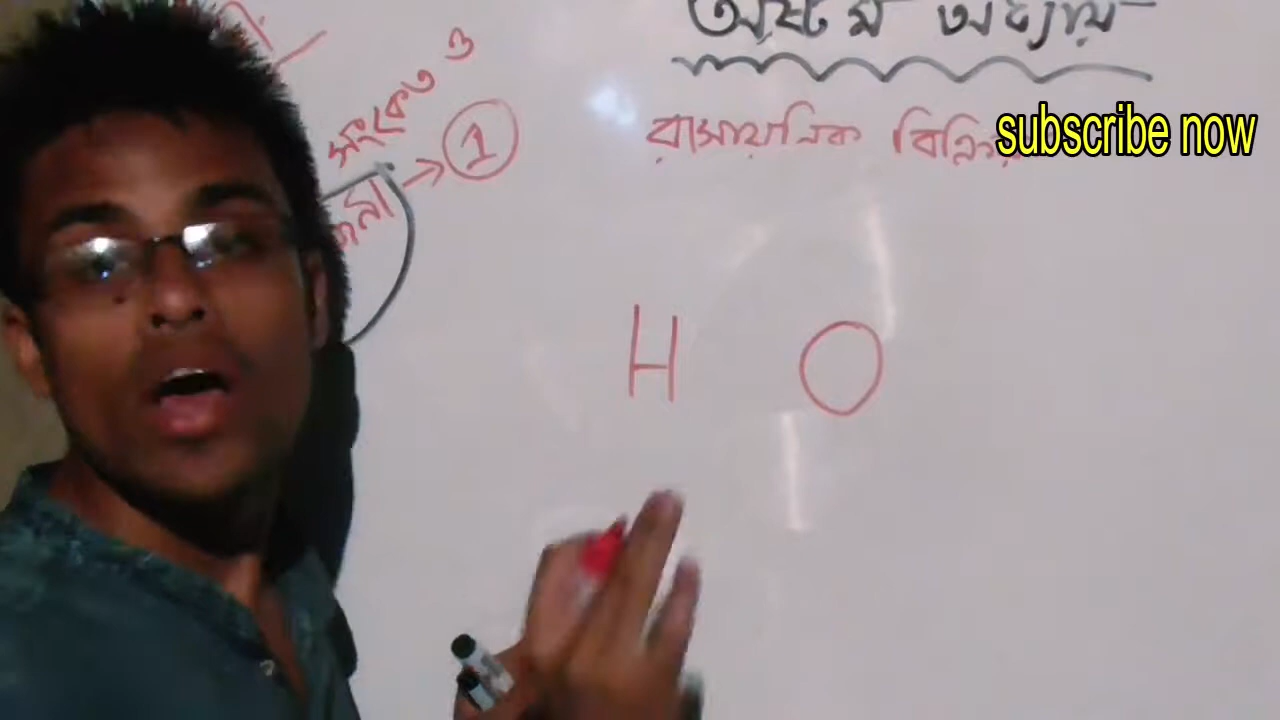 অষ্টম অধ্যায়
রাসায়নিক
subscribe now
সংকেত ও
→ 1
H O